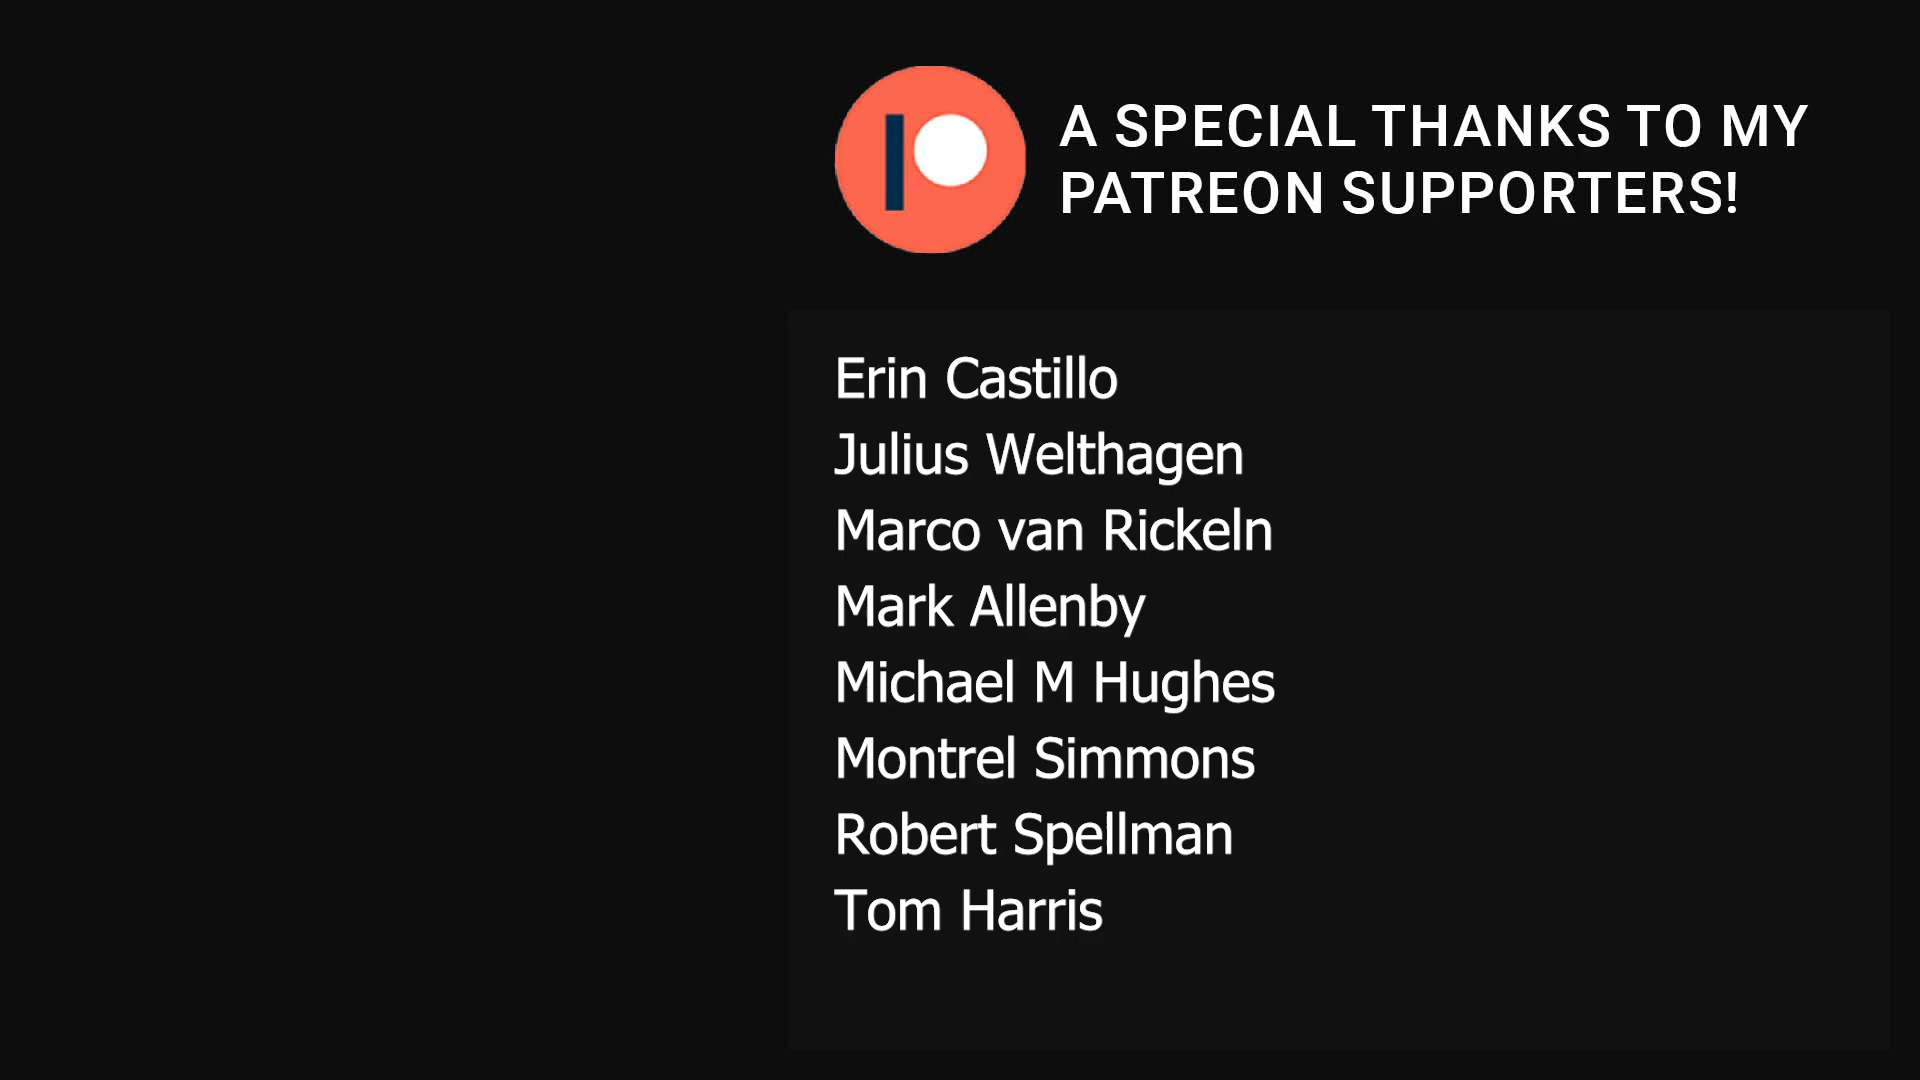 A SPECIAL THANKS TO MY
PATREON SUPPORTERS!
Erin Castillo
Julius Welthagen
Marco van Rickeln
Mark Allenby
Michael M Hughes
Montrel Simmons
Robert Spellman
Tom Harris